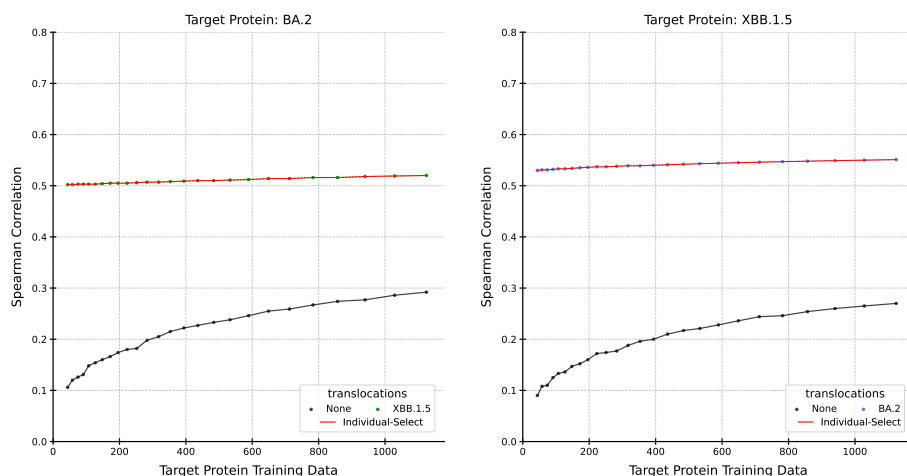 Target Protein: BA.2
Spearman Correlation
0.8
0.7
0.6
0.5
0.4
0.3
0.2
0.1
0.0
0
200
400
600
800
1000
Target Protein Training Data
translocations
None
XBB.1.5
Individual-Select
Target Protein: XBB.1.5
Spearman Correlation
0.8
0.7
0.6
0.5
0.4
0.3
0.2
0.1
0.0
0
200
400
600
800
1000
Target Protein Training Data
translocations
None
BA.2
Individual-Select